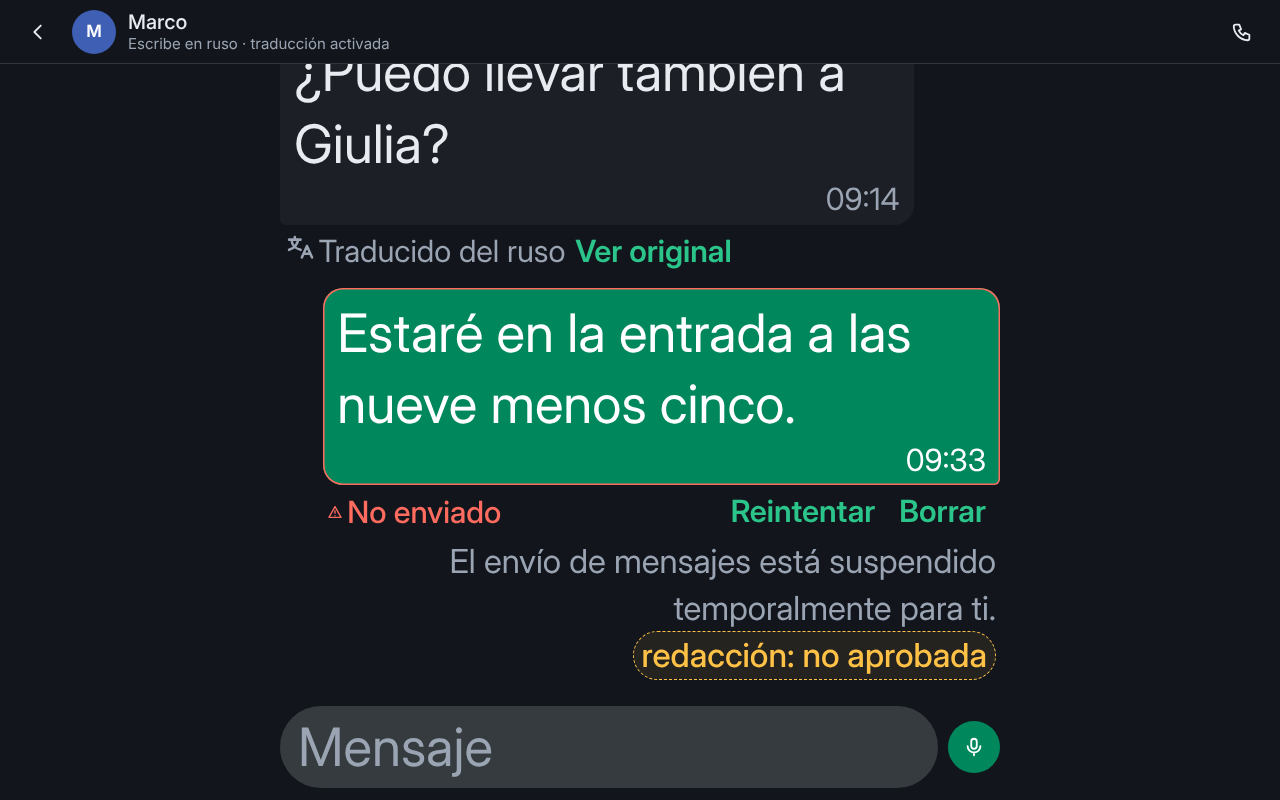 M
Marco
Escribe en ruso · traducción activada
¿Puedo llevar también a
Giulia?
09:14
Traducido del ruso Ver original
Estaré en la entrada a las
nueve menos cinco.
09:33
No enviado Reintentar Borrar
El envío de mensajes está suspendido
temporalmente para ti.
redacción: no aprobada
Mensaje